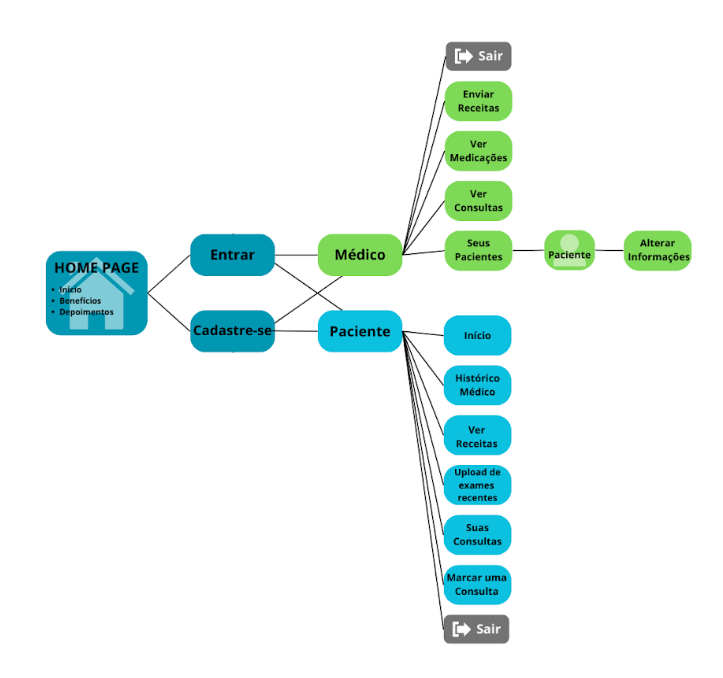 HOME PAGE
• Início
• Benefícios
• Depoimentos
Entrar
Cadastre-se
Médico
Paciente
Sair
Enviar
Receitas
Ver
Medicações
Ver
Consultas
Seus
Pacientes
Paciente
Alterar
Informações
Início
Histórico
Médico
Ver
Receitas
Upload de
exames
recentes
Suas
Consultas
Marcar uma
Consulta
Sair